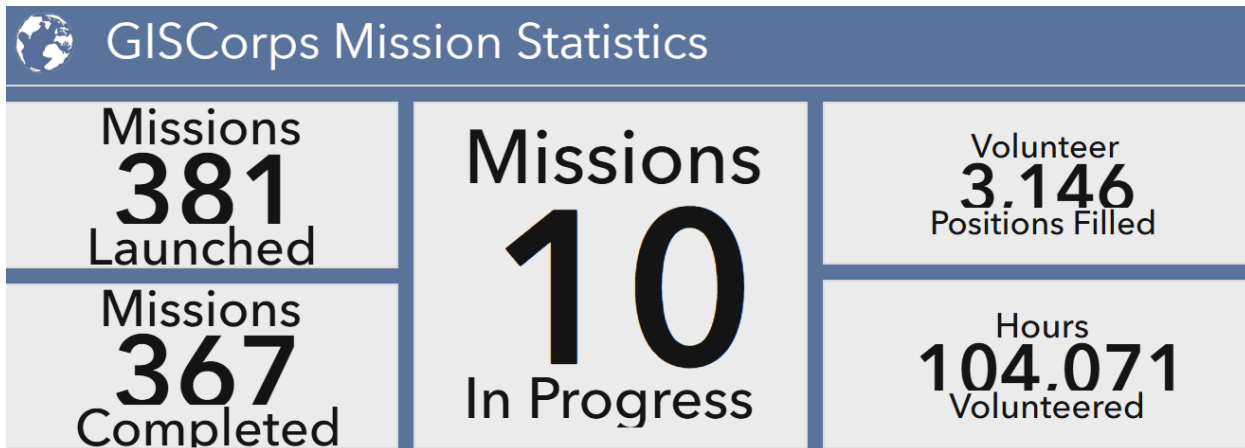 GISCorps Mission Statistics
Missions
381
Launched
Missions
367
Completed
Missions
10
In Progress
Volunteer
3,146
Positions Filled
Hours
104,071
Volunteered